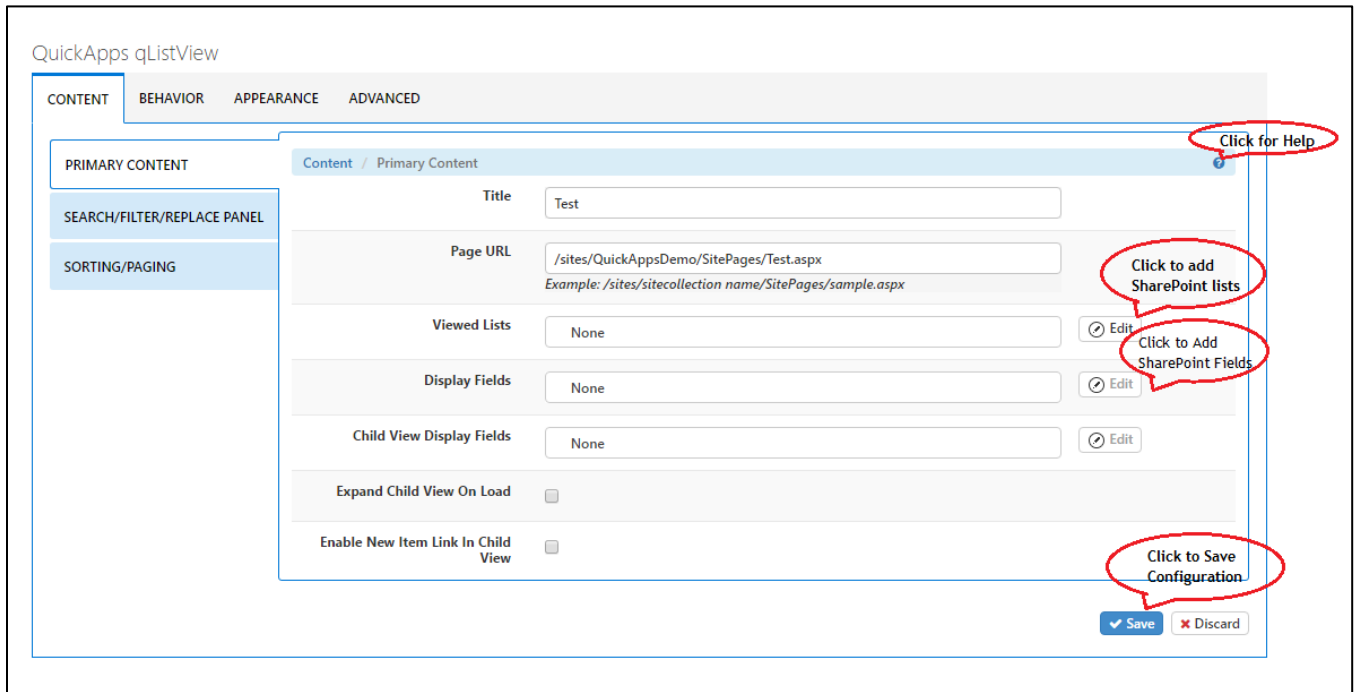 QuickApps qListView
CONTENT BEHAVIOR APPEARANCE ADVANCED
Click for Help
PRIMARY CONTENT
Content / Primary Content
Title
Test
SEARCH/FILTER/REPLACE PANEL
Page URL
/sites/QuickAppsDemo/SitePages/Test.aspx
SORTING/PAGING
Click to add
SharePoint lists
Example: /sites/sitecollection name/SitePages/sample.aspx
Viewed Lists
None
Edit
Click to Add
SharePoint Fields
Display Fields
None
Edit
Child View Display Fields
None
Edit
Expand Child View On Load
Enable New Item Link In Child
View
Click to Save
Configuration
Save
Discard